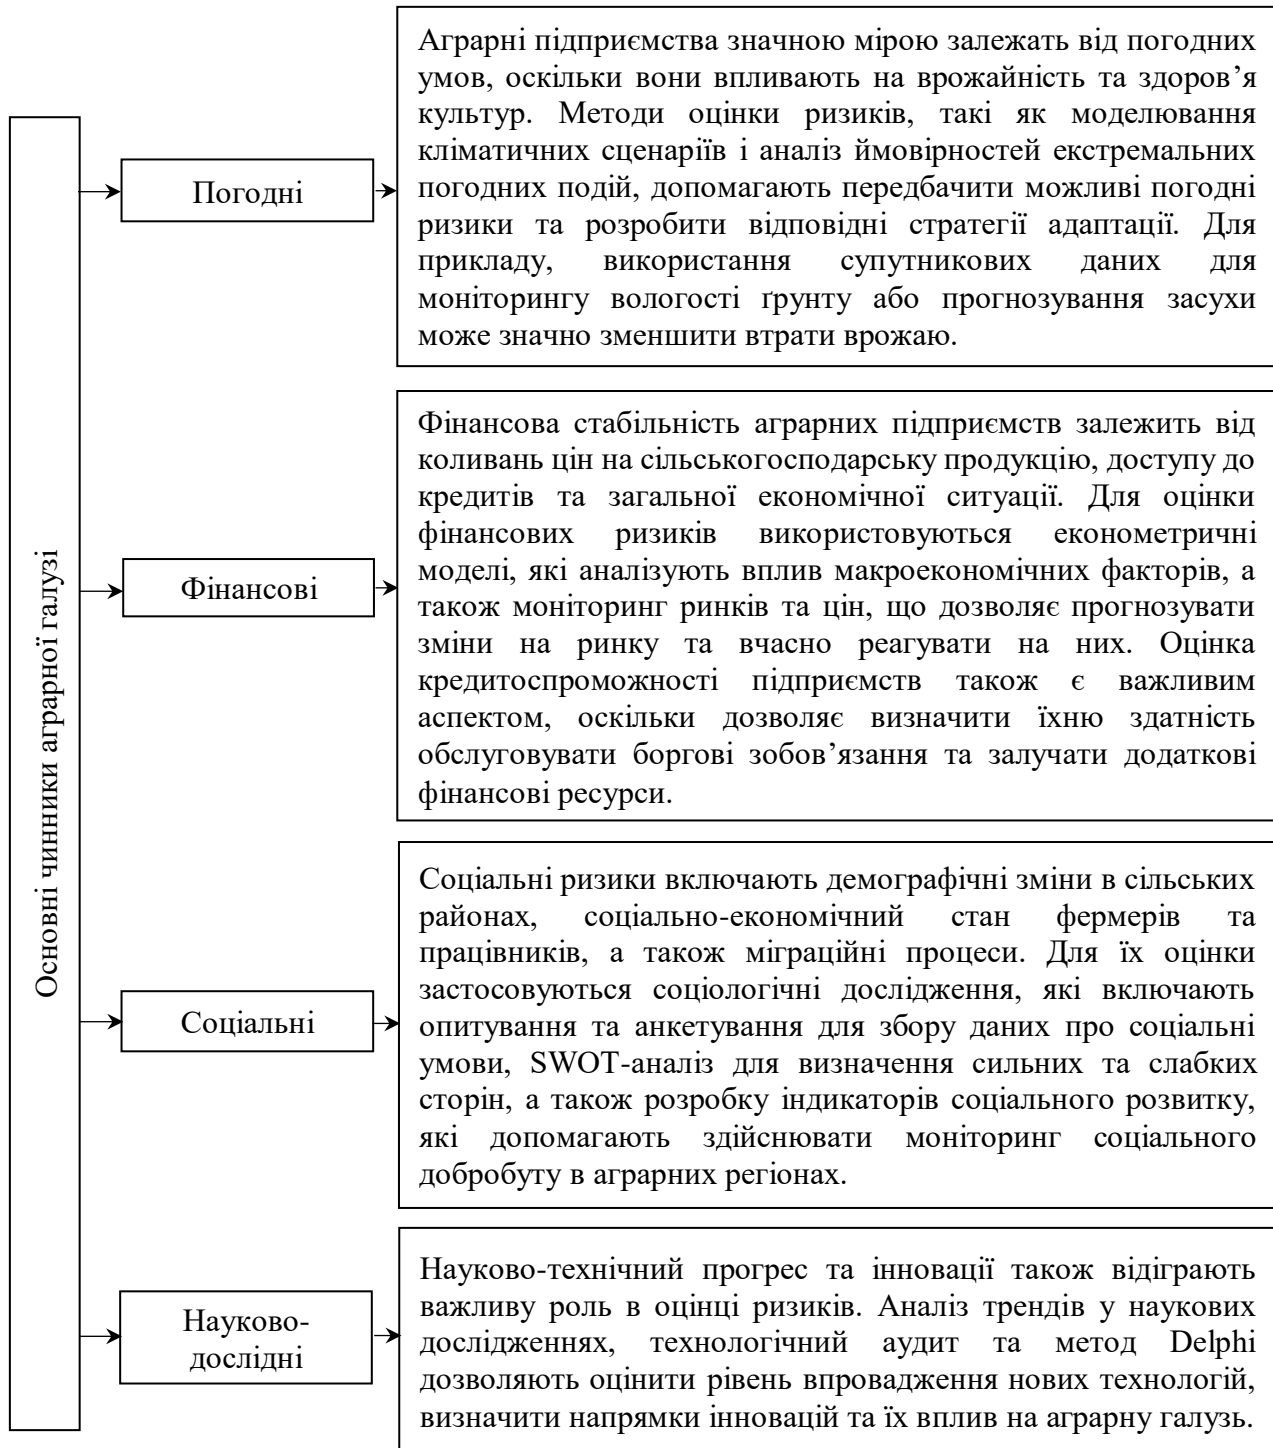 Основні чинники аграрної галузі
Погодні
Аграрні підприємства значною мірою залежать від погодних
умов, оскільки вони впливають на врожайність та здоров’я
культур. Методи оцінки ризиків, такі як моделювання
кліматичних сценаріїв і аналіз ймовірностей екстремальних
погодних подій, допомагають передбачити можливі погодні
ризики та розробити відповідні стратегії адаптації. Для
прикладу, використання супутникових даних для
моніторингу вологості ґрунту або прогнозування засухи
може значно зменшити втрати врожаю.
Фінансові
Фінансова стабільність аграрних підприємств залежить від
коливань цін на сільськогосподарську продукцію, доступу до
кредитів та загальної економічної ситуації. Для оцінки
фінансових ризиків використовуються економетричні
моделі, які аналізують вплив макроекономічних факторів, а
також моніторинг ринків та цін, що дозволяє прогнозувати
зміни на ринку та вчасно реагувати на них. Оцінка
кредитоспроможності підприємств також є важливим
аспектом, оскільки дозволяє визначити їхню здатність
обслуговувати боргові зобов’язання та залучати додаткові
фінансові ресурси.
Соціальні
Соціальні ризики включають демографічні зміни в сільських
районах, соціально-економічний стан фермерів та
працівників, а також міграційні процеси. Для їх оцінки
застосовуються соціологічні дослідження, які включають
опитування та анкетування для збору даних про соціальні
умови, SWOT-аналіз для визначення сильних та слабких
сторін, а також розробку індикаторів соціального розвитку,
які допомагають здійснювати моніторинг соціального
добробуту в аграрних регіонах.
Науково-
дослідні
Науково-технічний прогрес та інновації також відіграють
важливу роль в оцінці ризиків. Аналіз трендів у наукових
дослідженнях, технологічний аудит та метод Delphi
дозволяють оцінити рівень впровадження нових технологій,
визначити напрямки інновацій та їх вплив на аграрну галузь.